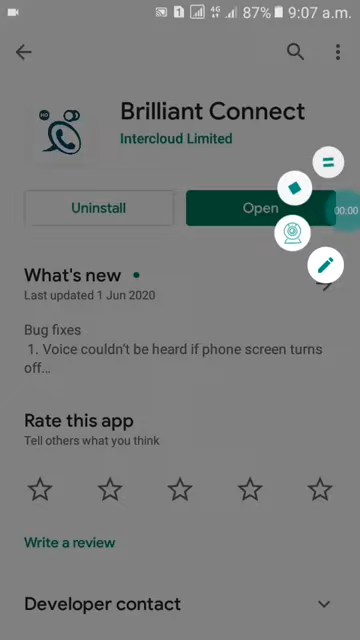 4G 87% 9:07 a.m.
Brilliant Connect
Intercloud Limited
Uninstall
Open
00:00
What's new
Last updated 1 Jun 2020
Bug fixes
1. Voice couldn't be heard if phone screen turns
off...
Rate this app
Tell others what you think
Write a review
Developer contact